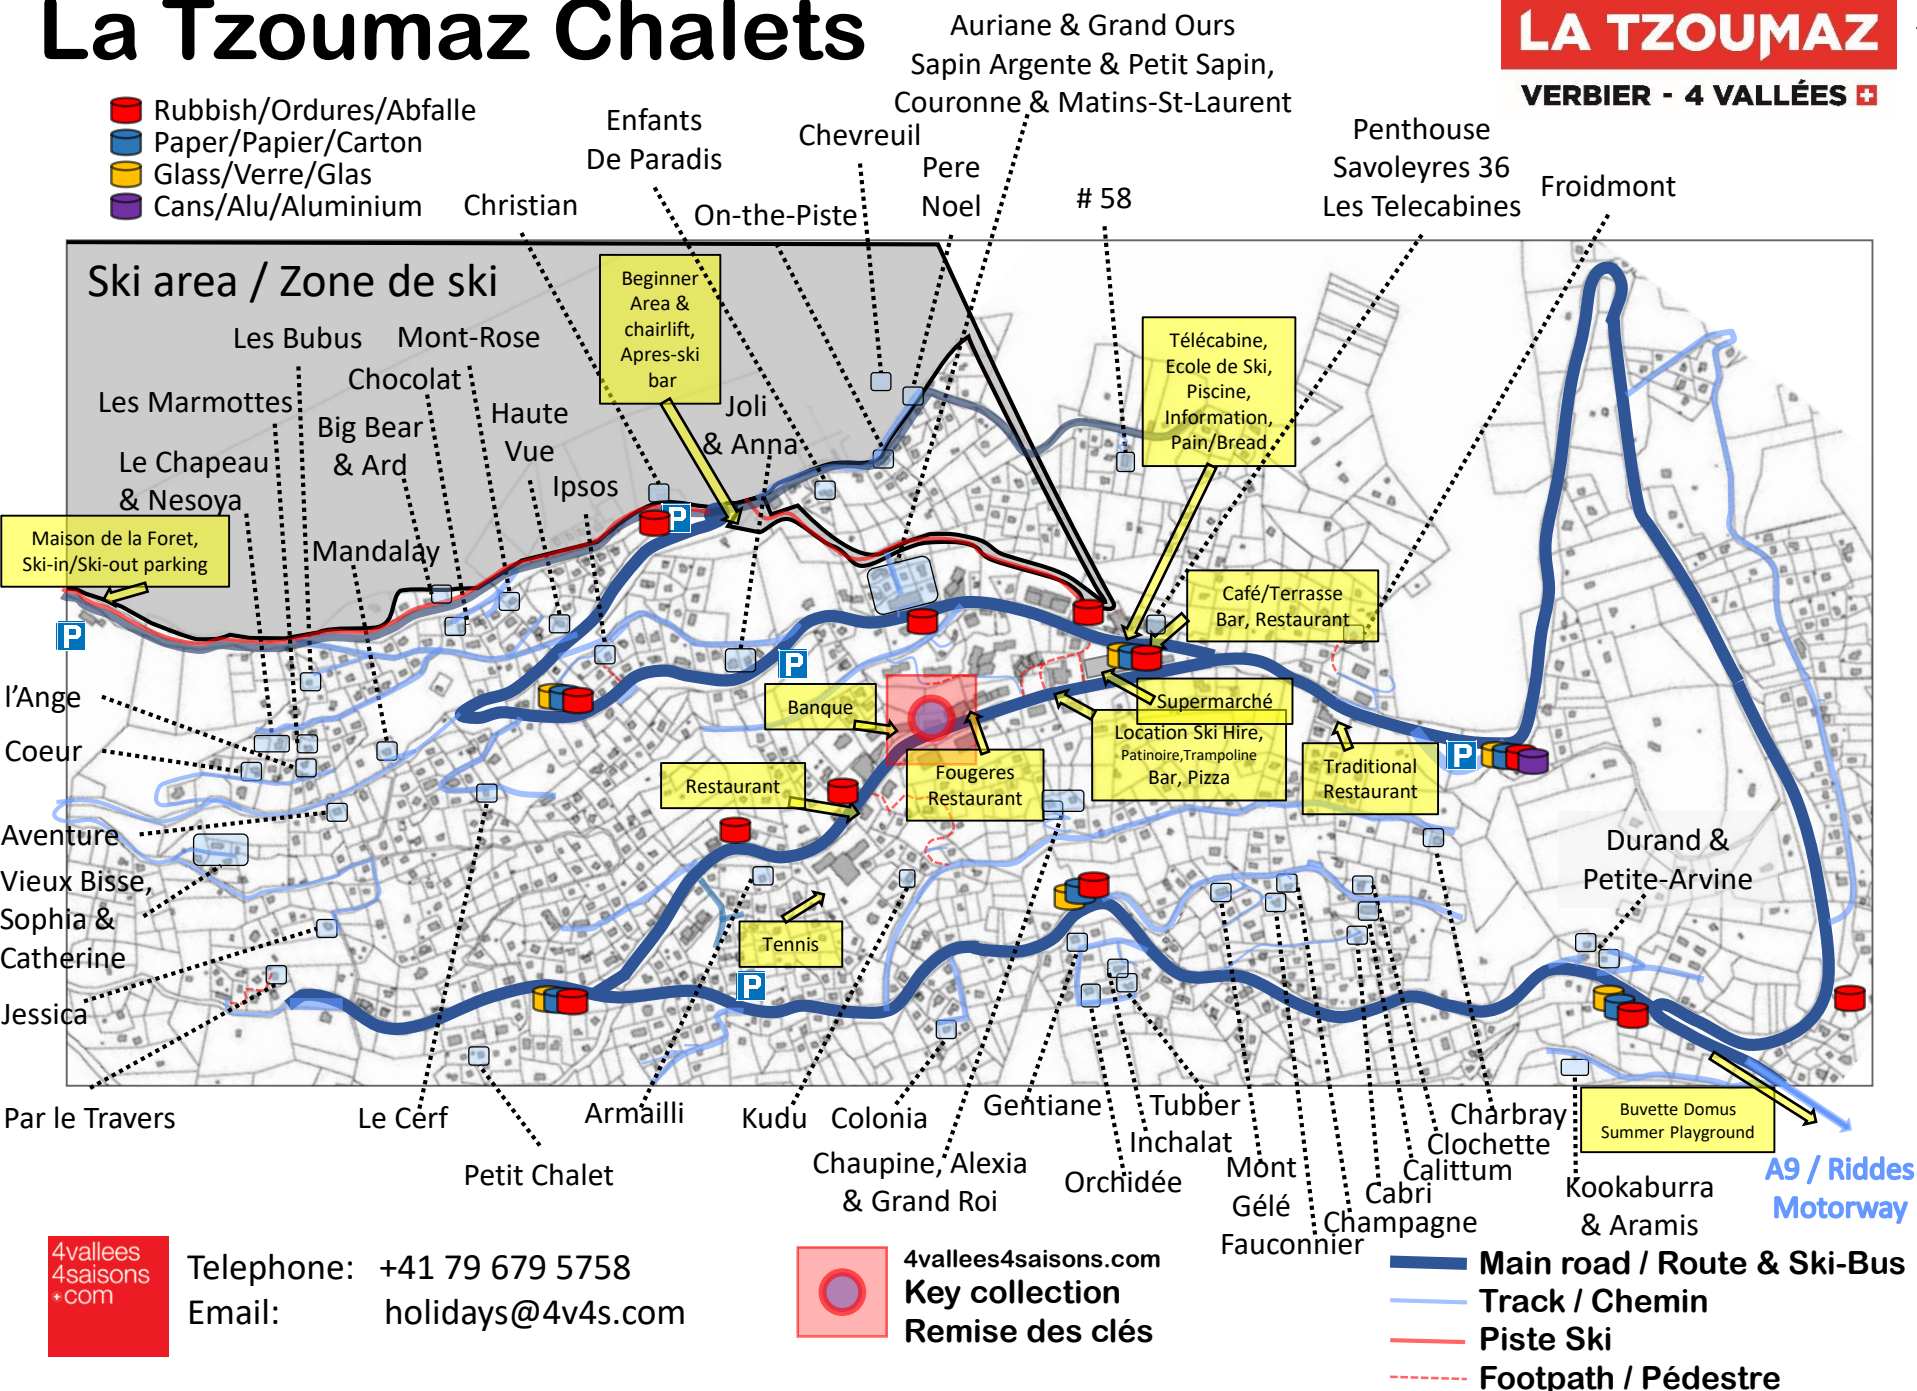 La Tzoumaz Chalets
LA TZOUMAZ
VERBIER - 4 VALLÉES
Rubbish/Ordures/Abfalle
Paper/Papier/Carton
Glass/Verre/Glas
Cans/Alu/Aluminium
Auriane & Grand Ours
Sapin Argente & Petit Sapin,
Couronne & Matins-St-Laurent
Enfants
De Paradis
Chevreuil
Pere
Noel
Christian
On-the-Piste
# 58
Penthouse
Savoleyres 36
Les Telecabines
Froidmont
Ski area / Zone de ski
Beginner
Area &
chairlift,
Apres-ski
bar
Les Bubus
Mont-Rose
Chocolat
Les Marmottes
Big Bear
& Ard
Haute
Vue
Joli
& Anna
Le Chapeau
& Nesoya
Ipsos
Télécabine,
Ecole de Ski,
Piscine,
Information,
Pain/Bread
P
Maison de la Foret,
Ski-in/Ski-out parking
Mandalay
P
Café/Terrasse
Bar, Restaurant
P
l'Ange
Coeur
Banque
Supermarché
Location Ski Hire,
Patinoire,Trampoline
Bar, Pizza
Restaurant
Fougeres
Restaurant
Traditional
Restaurant
P
Aventure
Vieux Bisse,
Sophia &
Catherine
Jessica
Tennis
P
Durand &
Petite-Arvine
Par le Travers
Le Cerf
Petit Chalet
Armailli
Kudu
Colonia
Chaupine, Alexia
& Grand Roi
Gentiane
Tubber
Inchalat
Orchidée
Mont
Gélé
Fauconnier
Charbray
Clochette
Calittum
Cabri
Champagne
Buvette Domus
Summer Playground
Kookaburra
& Aramis
A9 / Riddes
Motorway
4vallees
4saisons
com
Telephone: +41 79 679 5758
Email: holidays@4v4s.com
4vallees4saisons.com
Key collection
Remise des clés
Main road / Route & Ski-Bus
Track / Chemin
Piste Ski
Footpath / Pédestre